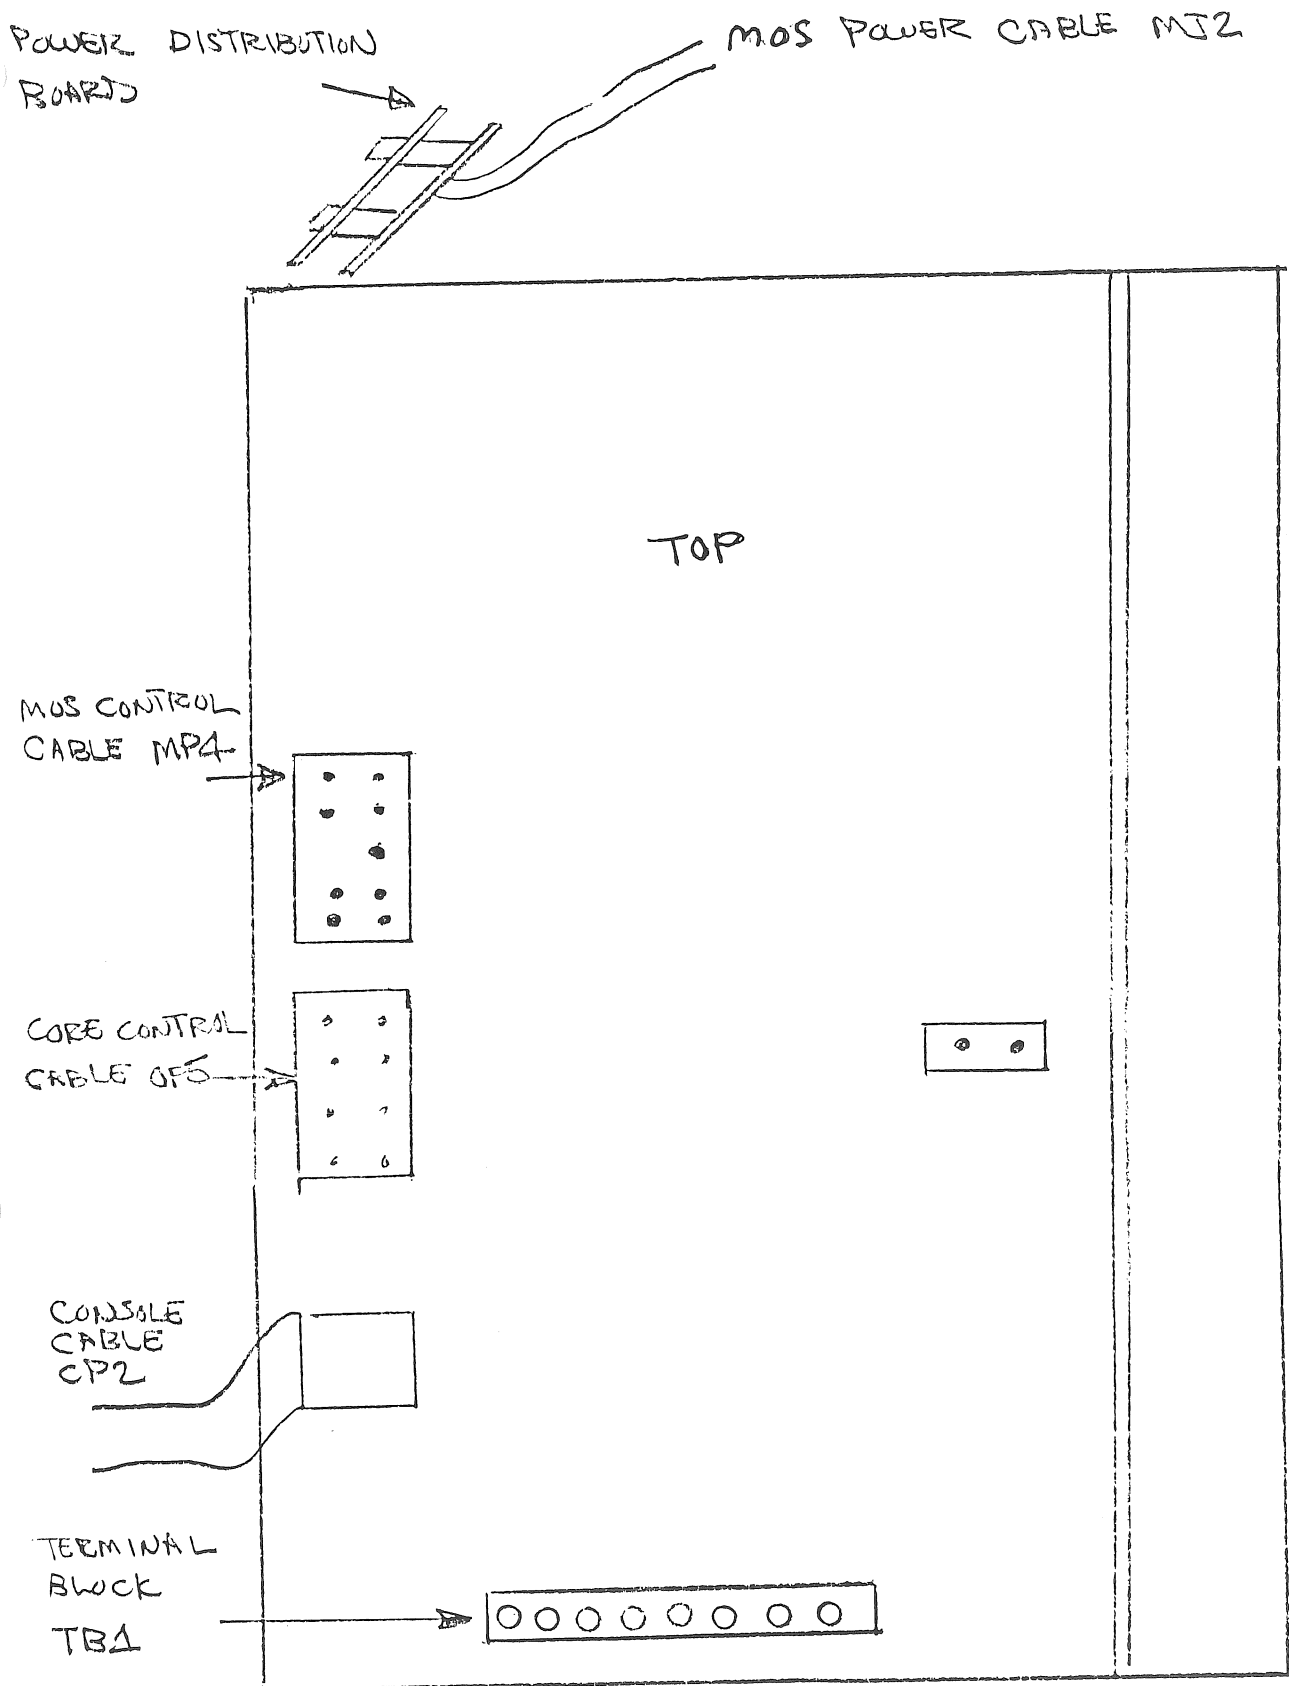 POWER DISTRIBUTION
BOARD
MOS POWER CABLE MJ2
TOP
MOS CONTROL
CABLE MP4
CORE CONTROL
CABLE OF5
CONSOLE
CABLE
CP2
TERMINAL
BLOCK
TB1